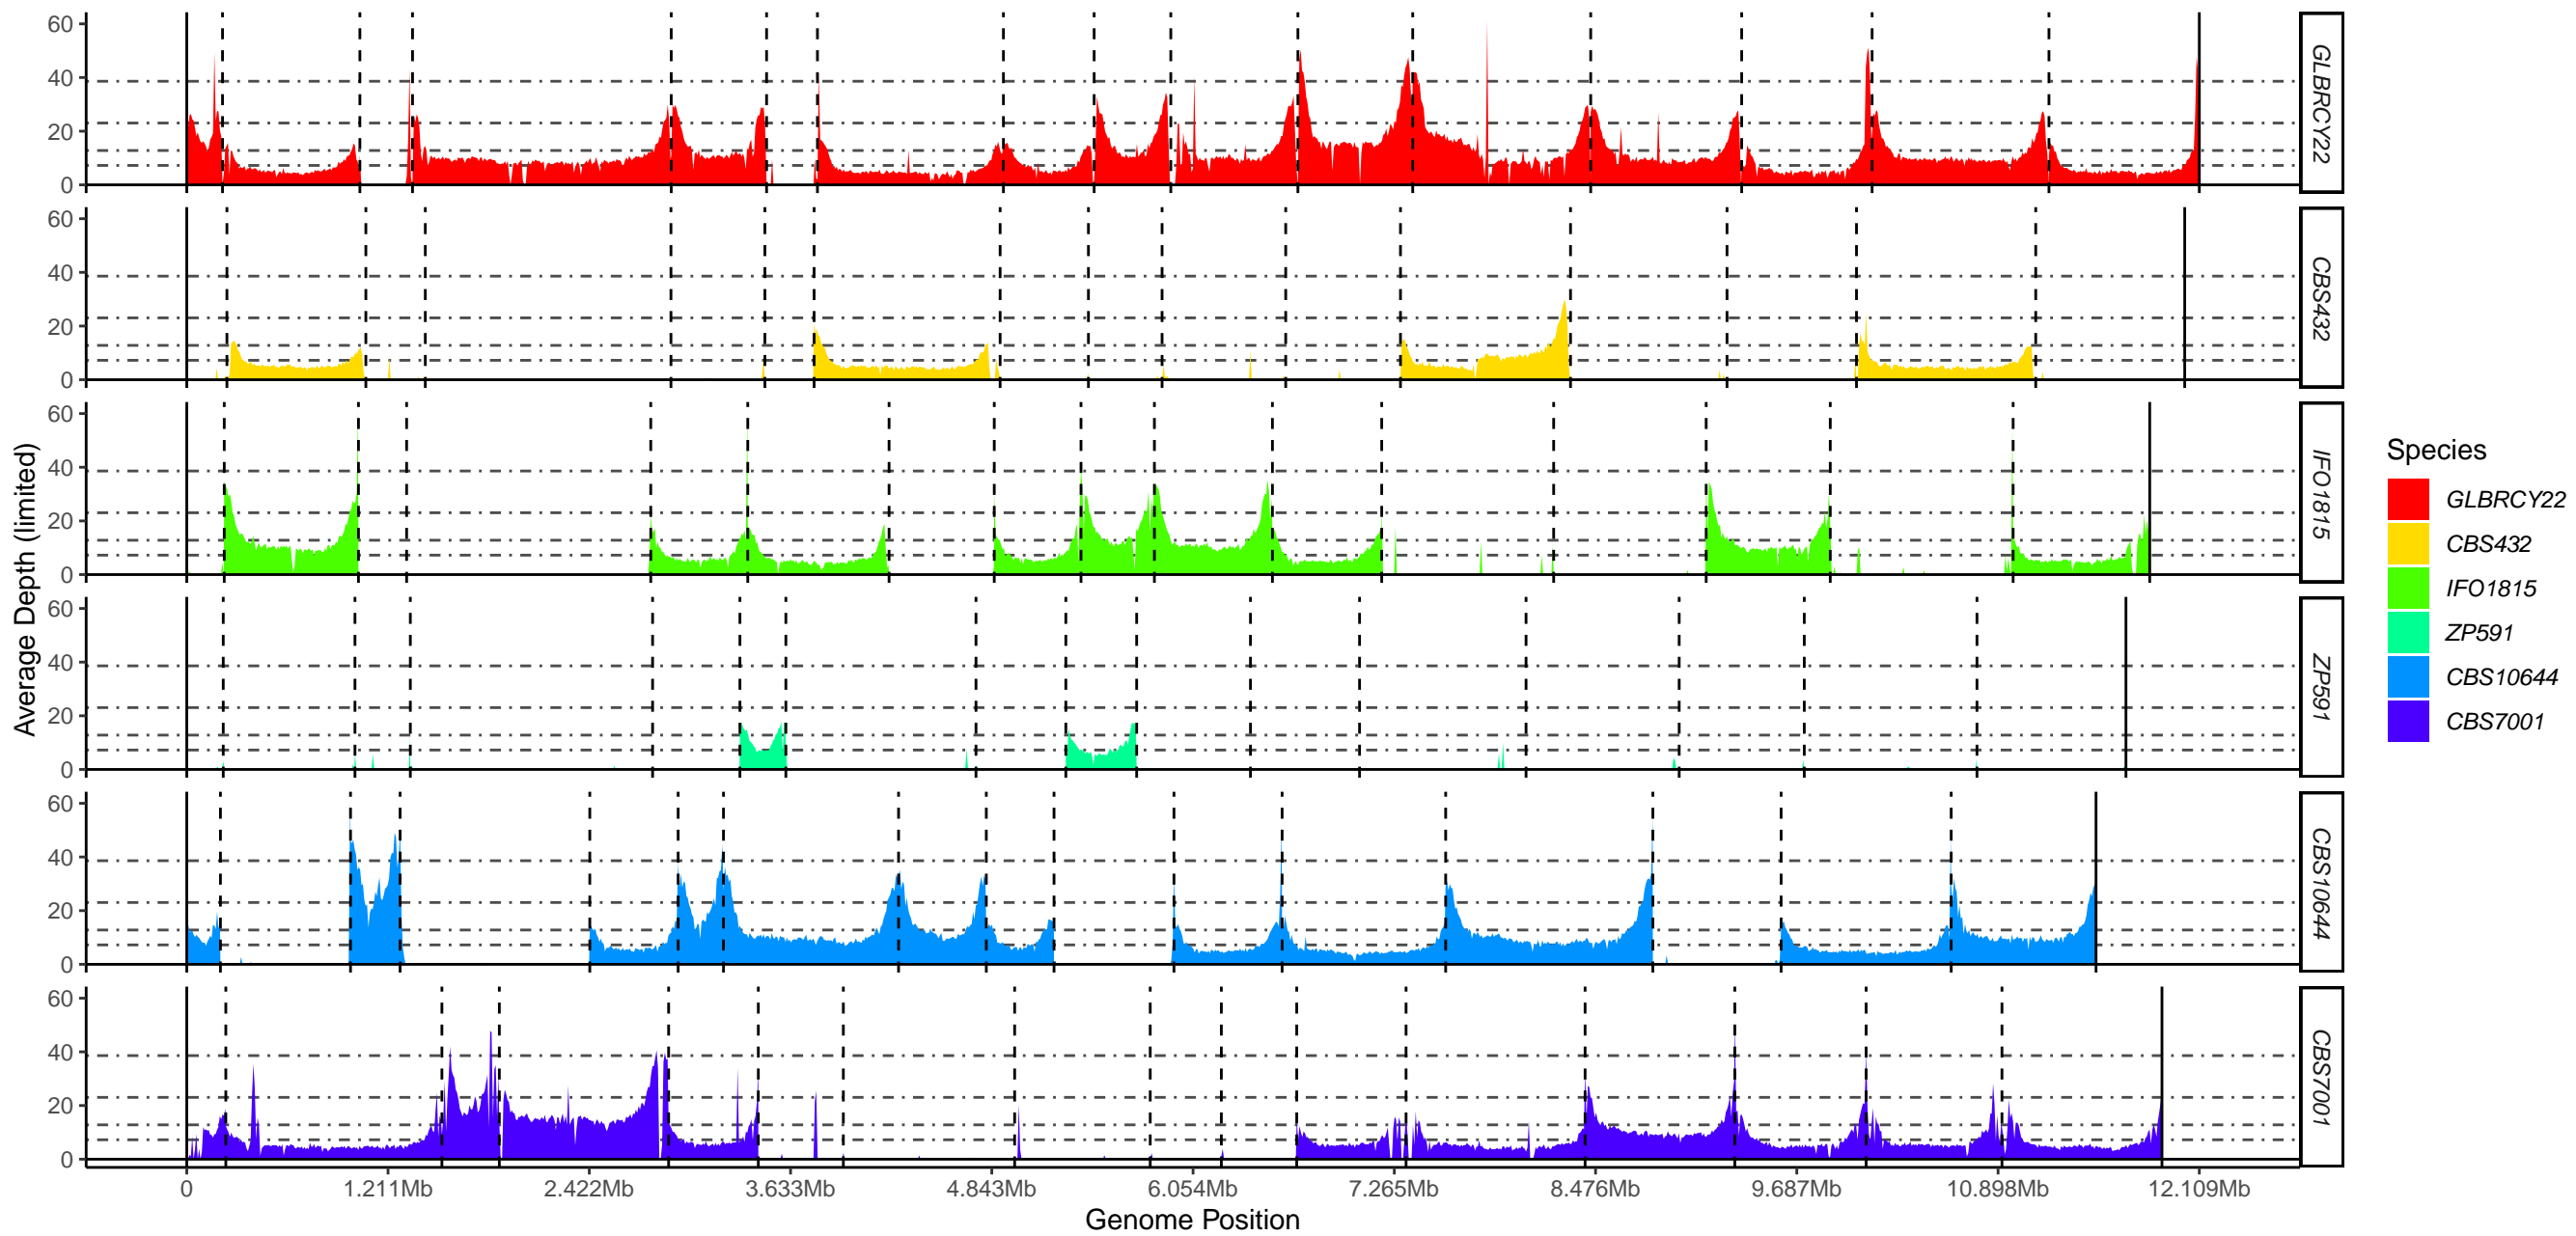 Average Depth (limited)
60
40
20
0
GLBRCY22
60
40
20
0
CBS432
60
40
20
0
IFO1815
60
40
20
0
ZP591
60
40
20
0
CBS10644
60
40
20
0
CBS7001
0 1.211Mb 2.422Mb 3.633Mb 4.843Mb 6.054Mb 7.265Mb 8.476Mb 9.687Mb 10.898Mb 12.109Mb
Genome Position
Species
GLBRCY22
CBS432
IFO1815
ZP591
CBS10644
CBS7001